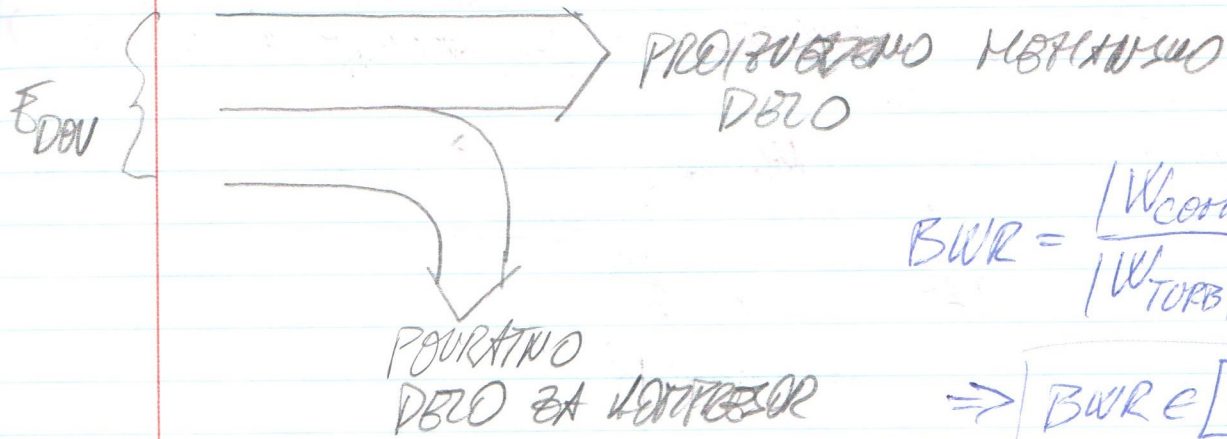 E_DOV
PROIZVEDENO MEHANIČKO
DELO
BWR = |W_COM
|W_TURB
POVRATNO
DELO ZA KOMPRESOR
=> BWR ∈ [